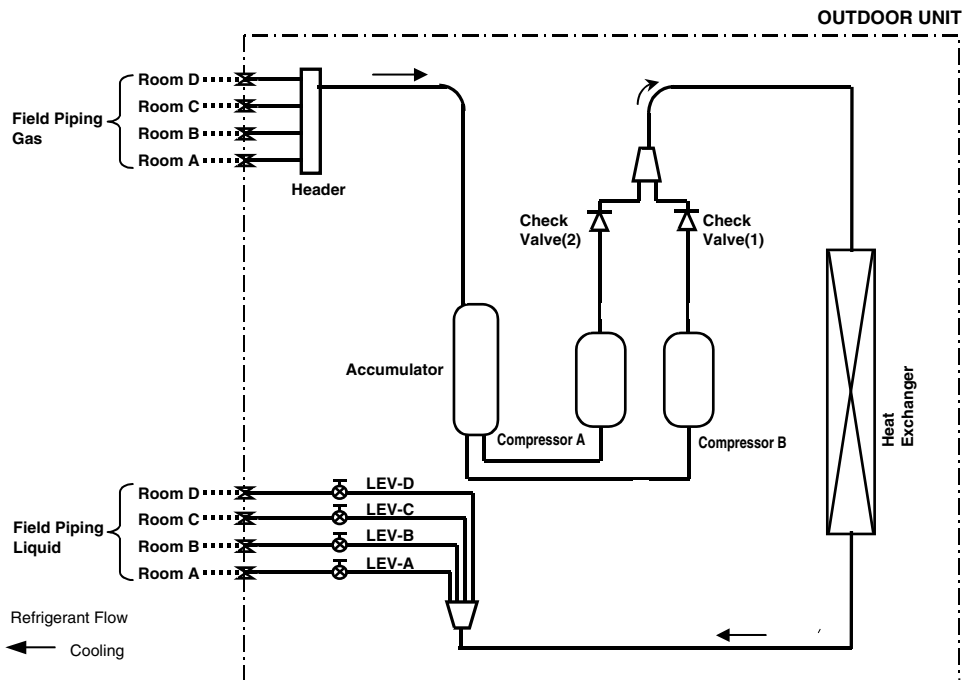 OUTDOOR UNIT
Room D
Room C
Room B
Room A
Field Piping
Gas
Header
Check
Valve(2)
Check
Valve(1)
Accumulator
Compressor A
Compressor B
Heat
Exchanger
Room D
Room C
Room B
Room A
Field Piping
Liquid
LEV-D
LEV-C
LEV-B
LEV-A
Refrigerant Flow
Cooling